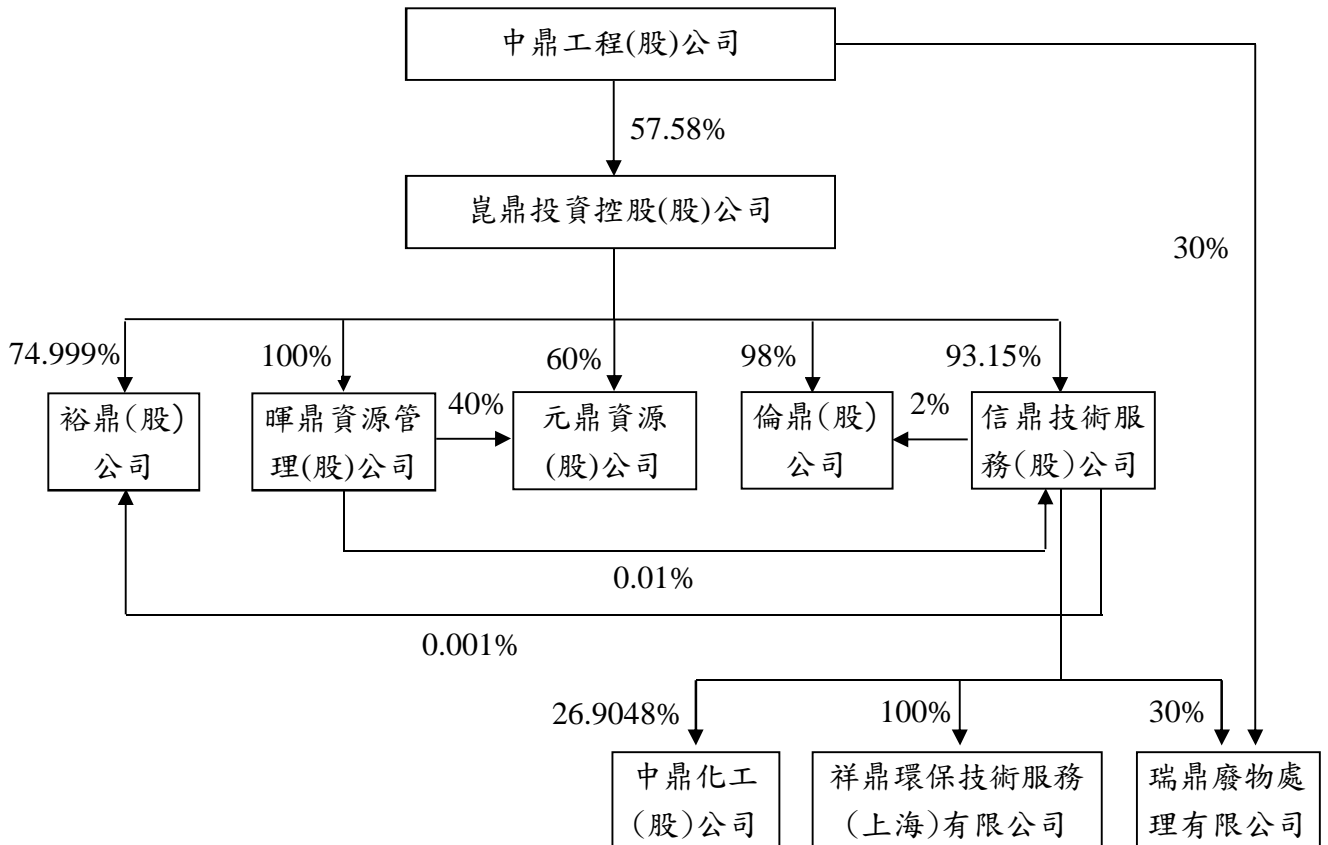 中鼎工程(股)公司
57.58%
崑鼎投資控股(股)公司
30%
74.999%
100%
60%
98%
93.15%
裕鼎(股)
公司
暉鼎資源管
理(股)公司
40%
元鼎資源
(股)公司
倫鼎(股)
公司
2%
信鼎技術服
務(股)公司
0.01%
0.001%
26.9048%
100%
30%
中鼎化工
(股)公司
祥鼎環保技術服務
(上海)有限公司
瑞鼎廢物處
理有限公司